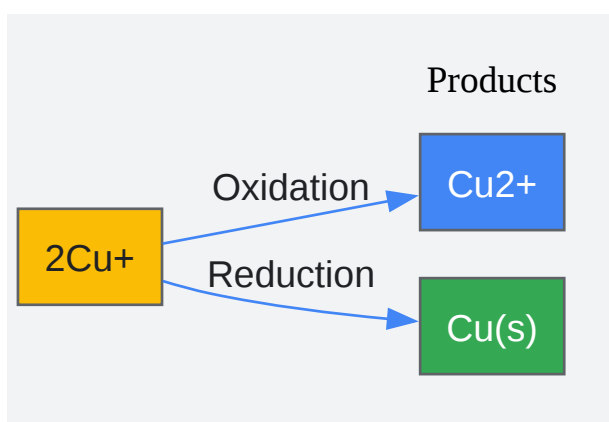 Products
Oxidation
Cu2+
2Cu+
Reduction
Cu(s)